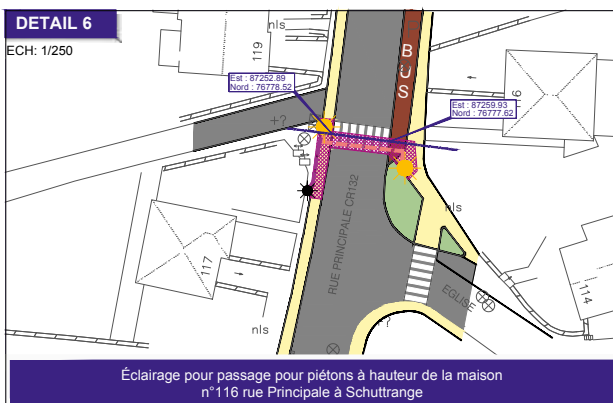 DETAIL 6
ECH: 1/250
nls
119
BUS
Est : 87252.89
Nord : 76778.52
Est : 87259.93
Nord : 76777.62
+?
nls
RUE PRINCIPALE CR132
117
EGLISE
114
nls
+?
Éclairage pour passage pour piétons à hauteur de la maison
n°116 rue Principale à Schuttrange